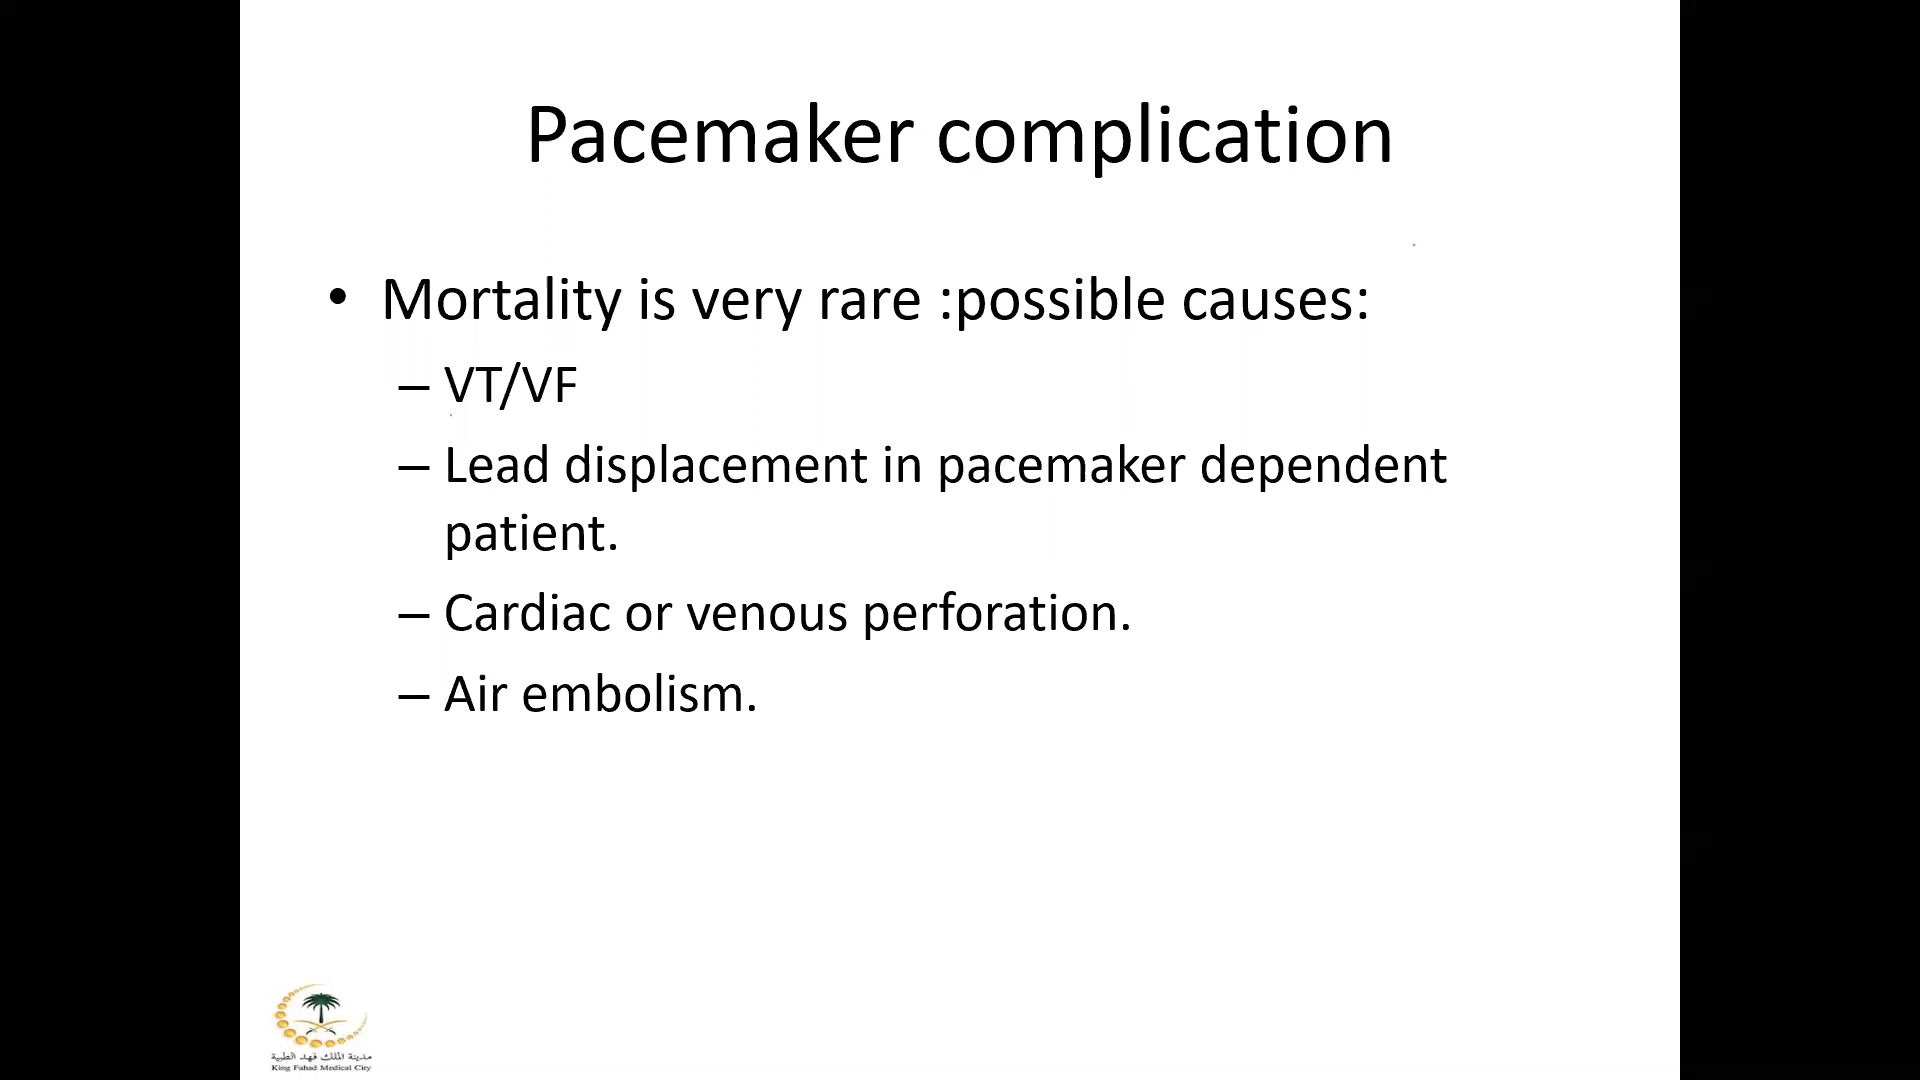 Pacemaker complication
• Mortality is very rare :possible causes:
– VT/VF
– Lead displacement in pacemaker dependent
patient.
– Cardiac or venous perforation.
– Air embolism.
مدينة الملك فهد الطبية
King Fahad Medical City